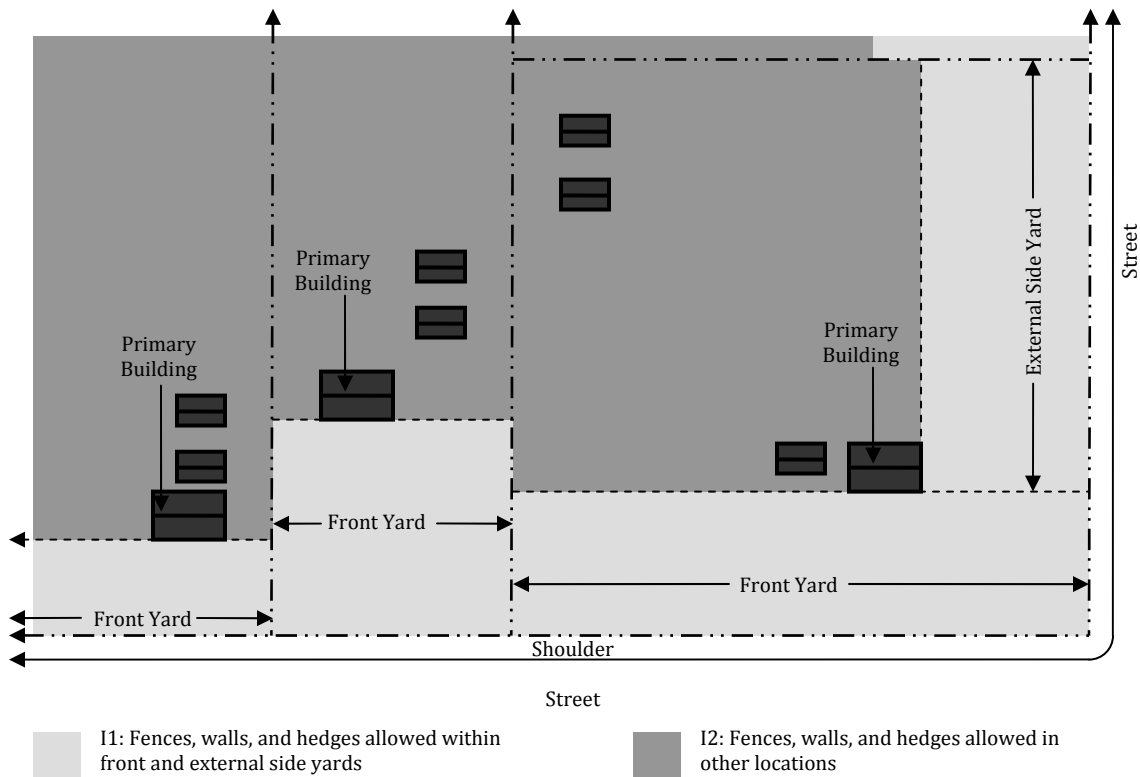 Primary
Building
Primary
Building
Primary
Building
External Side Yard
Street
Front Yard
Front Yard
Front Yard
Shoulder
Street
I1: Fences, walls, and hedges allowed within
front and external side yards
I2: Fences, walls, and hedges allowed in
other locations